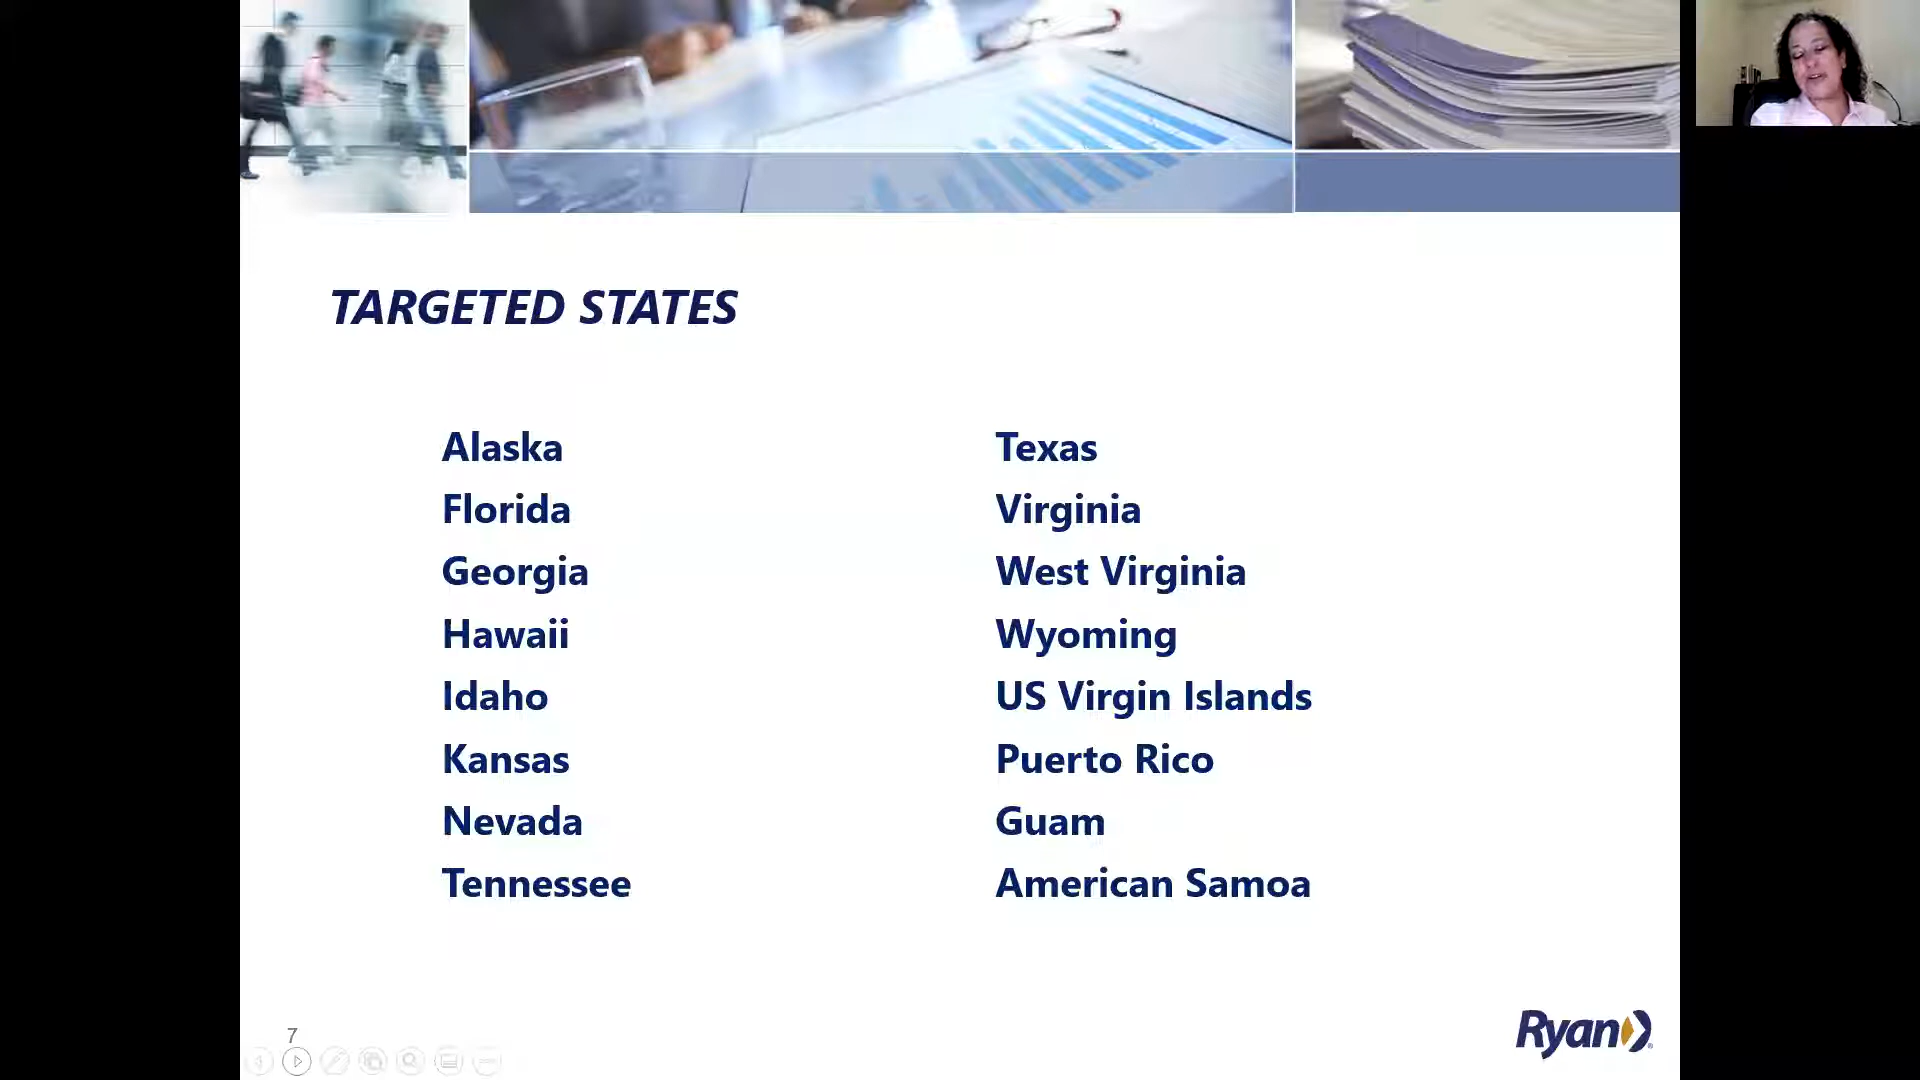 TARGETED STATES
Alaska
Florida
Georgia
Hawaii
Idaho
Kansas
Nevada
Tennessee
Texas
Virginia
West Virginia
Wyoming
US Virgin Islands
Puerto Rico
Guam
American Samoa
7
Ryan